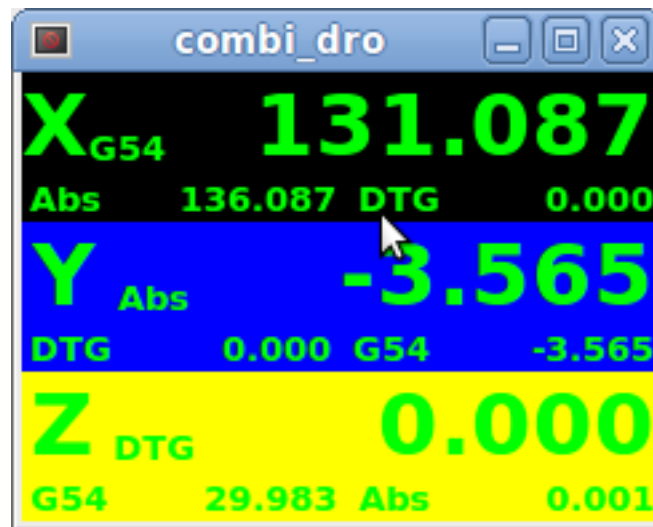 combi_dro
X G54 131.087
Abs 136.087 DTG 0.000
Y Abs -3.565
DTG 0.000 G54 -3.565
Z DTG 0.000
G54 29.983 Abs 0.001